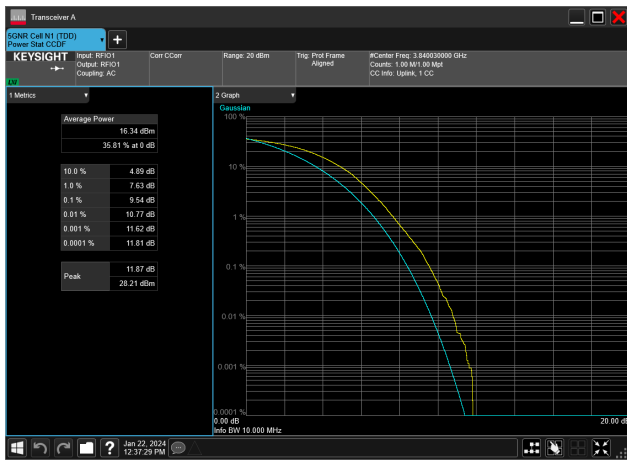 Transceiver A
5GNR Cell N1 (TDD)
Power Stat CCDF
KEYSIGHT
Input: RFIO1
Output: RFIO1
Coupling: AC
Corr CCorr
Range: 20 dBm
Trig: Prot Frame
Aligned
#Center Freq: 3.840030000 GHz
Counts: 1.00 M/1.00 Mpt
CC Info: Uplink, 1 CC
LXI
1 Metrics
Average Power
16.34 dBm
35.81 % at 0 dB
10.0 % 4.89 dB
1.0 % 7.63 dB
0.1 % 9.54 dB
0.01 % 10.77 dB
0.001 % 11.62 dB
0.0001 % 11.81 dB
Peak 11.87 dB
28.21 dBm
2 Graph
Gaussian
100 %
10 %
1 %
0.1 %
0.01 %
0.001 %
0.0001 %
0.00 dB
20.00 dB
Info BW 10.000 MHz
?
Jan 22, 2024
12:37:29 PM